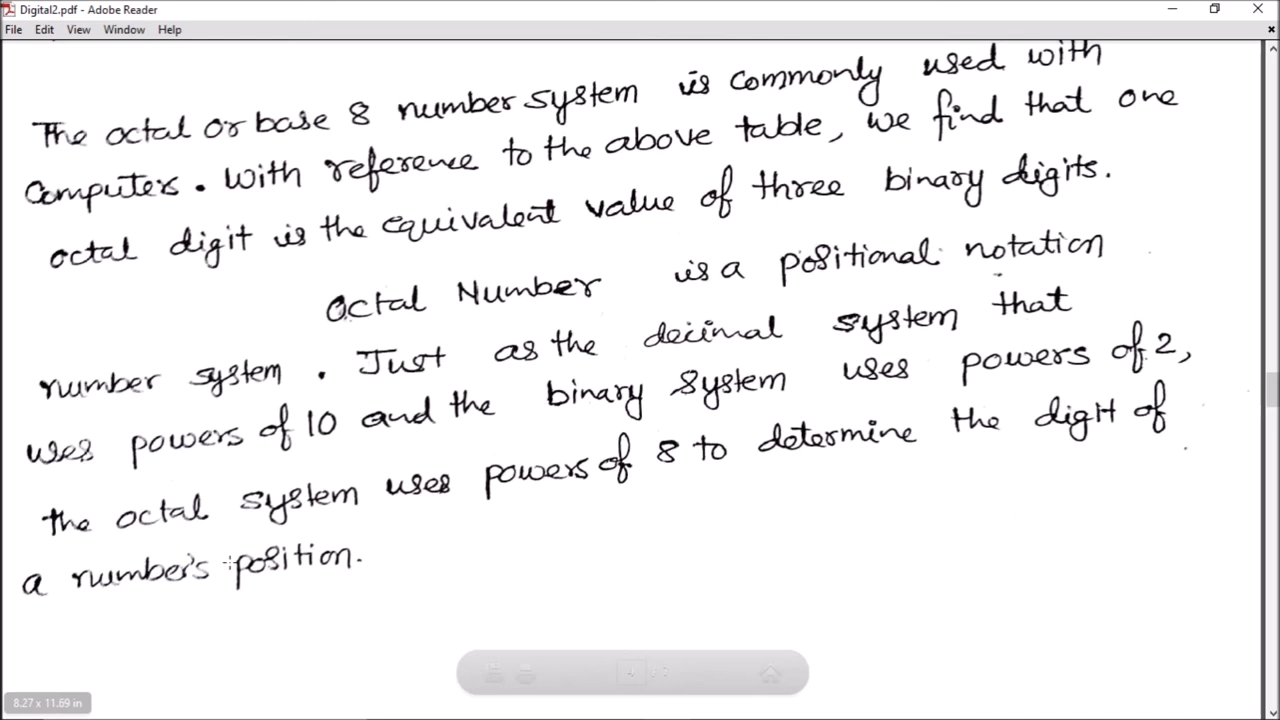 Digital2.pdf - Adobe Reader
File Edit View Window Help
The octal or base 8 number system is commonly used with
Computers. With reference to the above table, we find that one
octal digit is the equivalent value of three binary digits.
Octal Number is a positional notation
number system. Just as the decimal system that
uses powers of 10 and the binary system uses powers of 2,
the octal system uses powers of 8 to determine the digit of
a number's position.
8.27 x 11.69 in